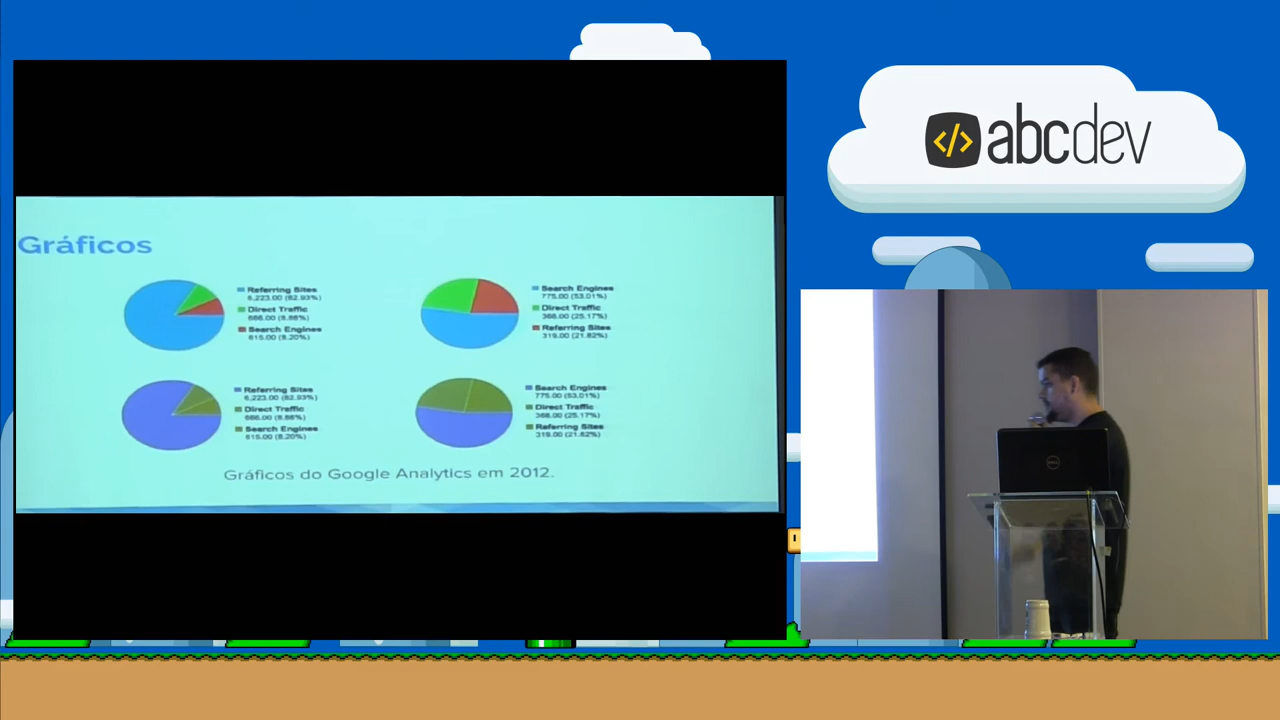 </> abcdev
Gráficos
Referring Sites
6,223.00 (82.93%)
Direct Traffic
666.00 (8.88%)
Search Engines
615.00 (8.20%)
Search Engines
775.00 (53.01%)
Direct Traffic
368.00 (25.17%)
Referring Sites
319.00 (21.82%)
Referring Sites
6,223.00 (82.93%)
Direct Traffic
666.00 (8.88%)
Search Engines
615.00 (8.20%)
Search Engines
775.00 (53.01%)
Direct Traffic
368.00 (25.17%)
Referring Sites
319.00 (21.82%)
Gráficos do Google Analytics em 2012.
DELL